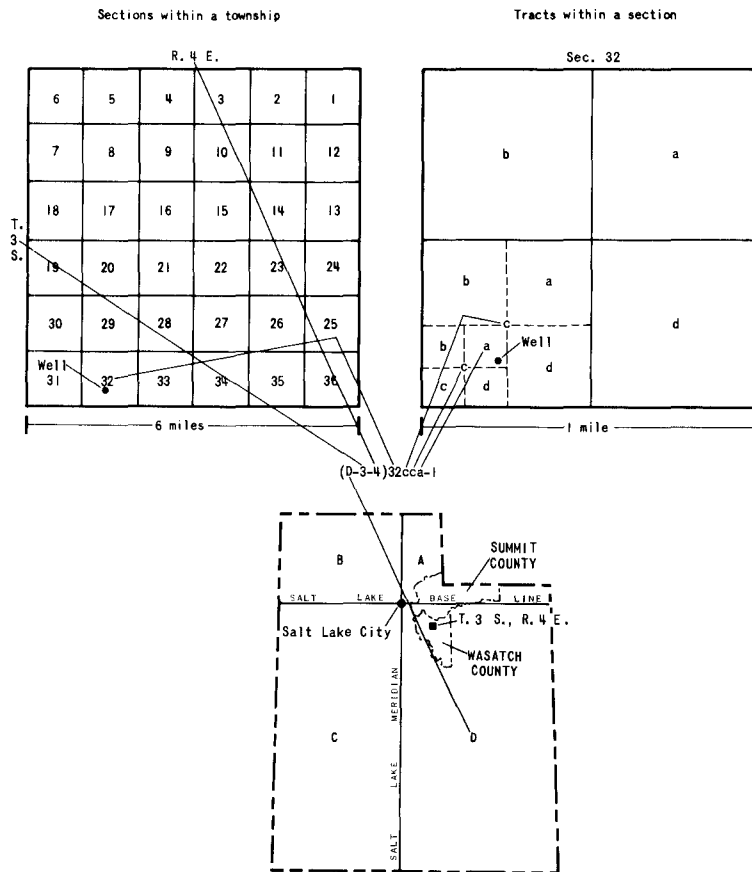 Sections within a township
R. 4 E.
6 5 4 3 2 1
7 8 9 10 11 12
18 17 16 15 14 13
T.
3
S.
19 20 21 22 23 24
30 29 28 27 26 25
Well
31 32 33 34 35 36
6 miles
Tracts within a section
Sec. 32
b a
b a
d
c
b a Well
c d
c d
1 mile
(D-3-4)32cca-1
B A SUMMIT
COUNTY
SALT LAKE BASE LINE
Salt Lake City
T. 3 S., R. 4 E.
WASATCH
COUNTY
C D
SALT LAKE MERIDIAN